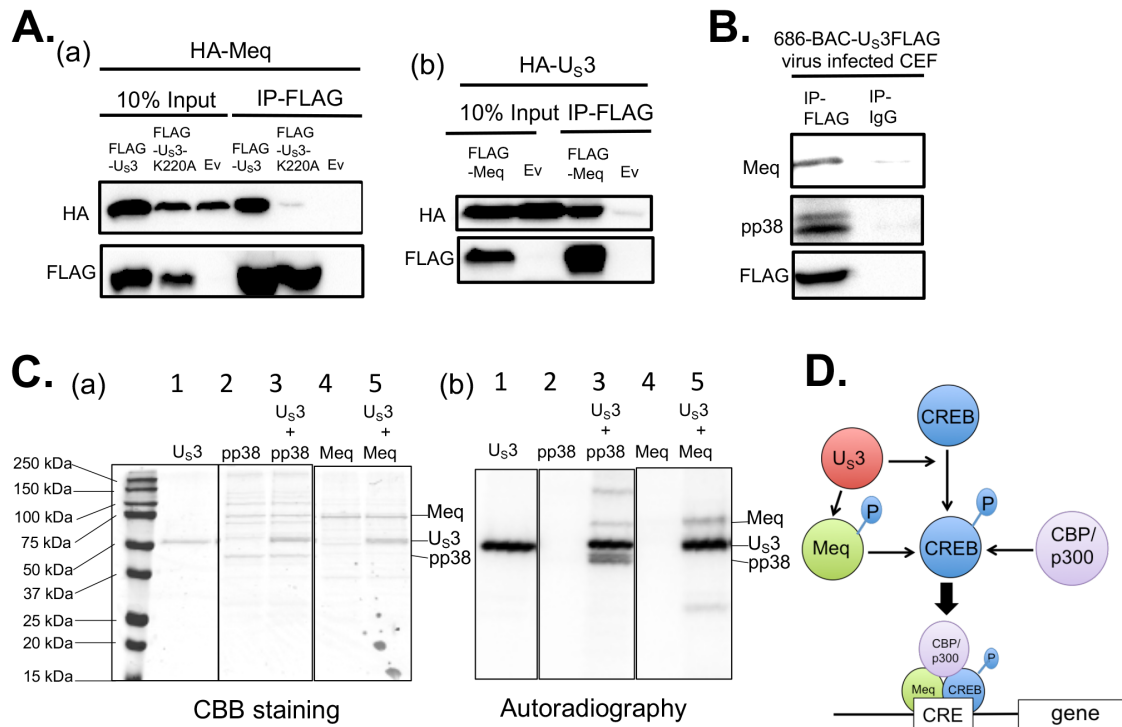 A.
(a)
HA-Meq
10% Input
IP-FLAG
FLAG
-Us3
FLAG
-Us3-
K220A
Ev
FLAG
-Us3
FLAG
-Us3-
K220A
Ev
HA
FLAG
(b)
HA-Us3
10% Input
IP-FLAG
FLAG
-Meq
Ev
FLAG
-Meq
Ev
HA
FLAG
B.
686-BAC-Us3FLAG
virus infected CEF
IP-
FLAG
IP-
IgG
Meq
pp38
FLAG
C.
(a)
1
2
3
4
5
Us3
pp38
Us3
+
pp38
Meq
Us3
+
Meq
250 kDa
150 kDa
100 kDa
75 kDa
50 kDa
37 kDa
25 kDa
20 kDa
15 kDa
Meq
Us3
pp38
CBB staining
(b)
1
2
3
4
5
Us3
pp38
Us3
+
pp38
Meq
Us3
+
Meq
Meq
Us3
pp38
Autoradiography
D.
CREB
Us3
P
P
Meq
CREB
CBP/
p300
CBP/
p300
P
Meq
CREB
CRE
gene